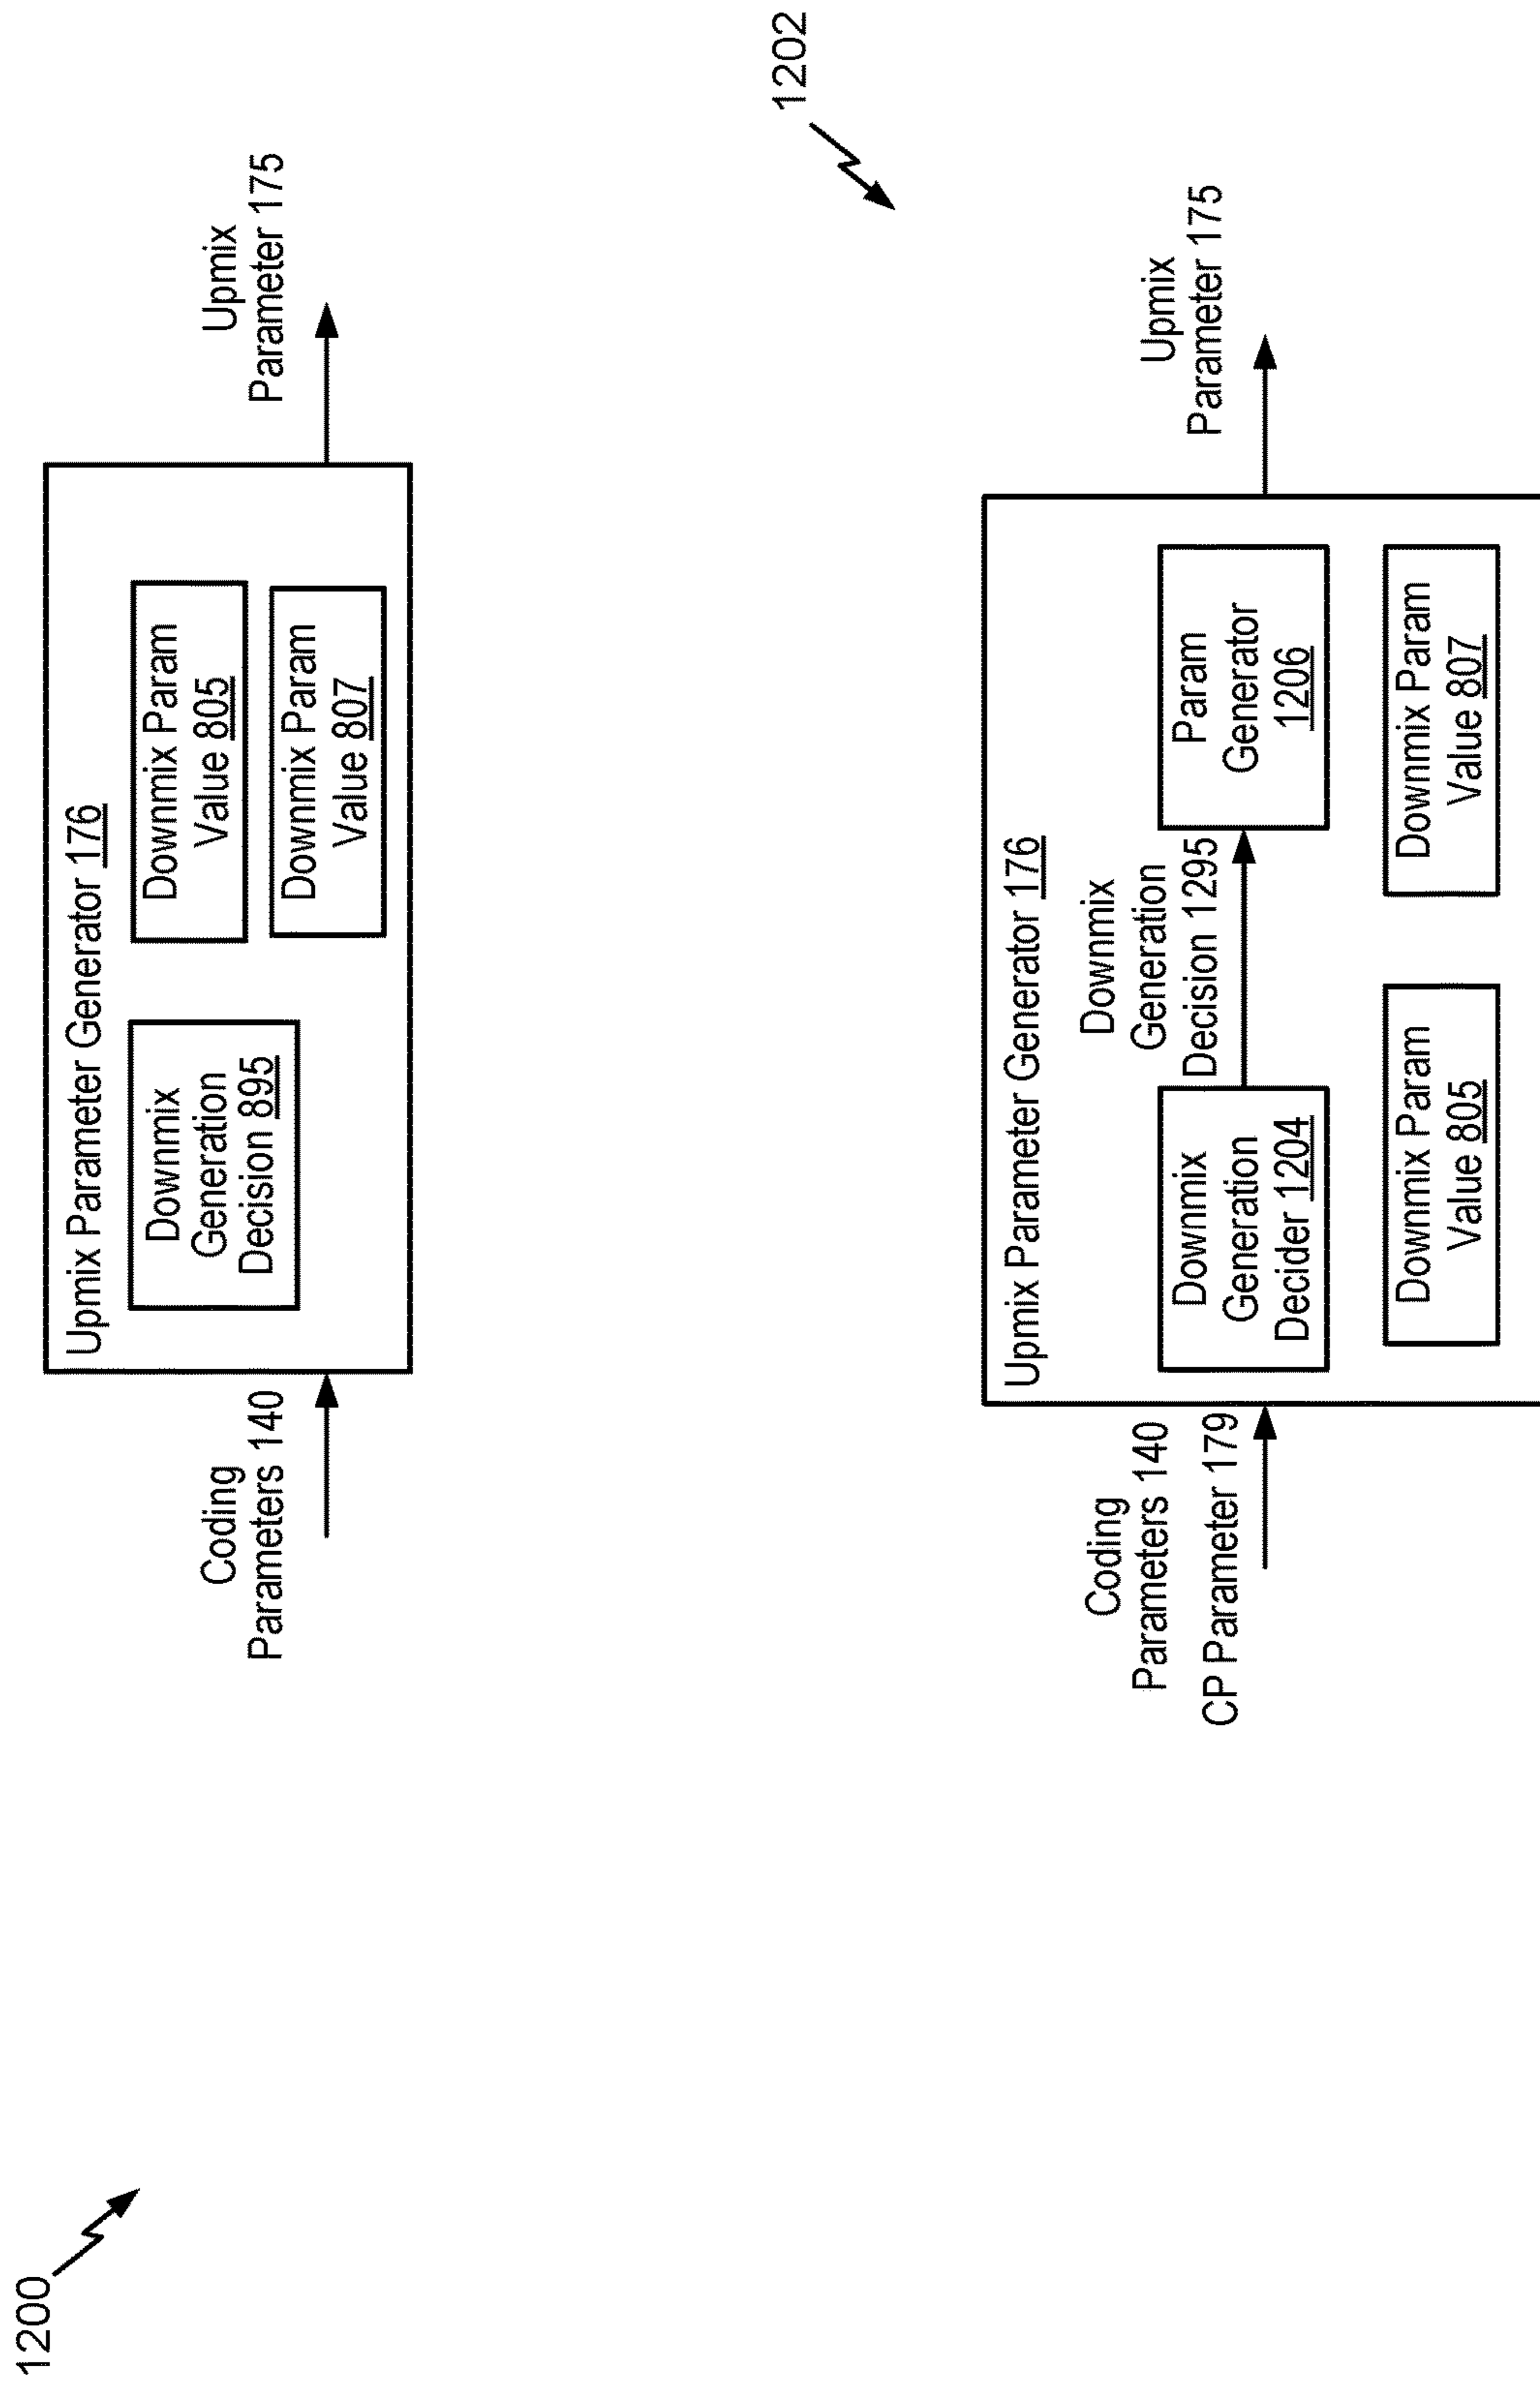 1200
Upmix Parameter Generator 176
Coding
Parameters 140
Downmix
Generation
Decision 895
Downmix Param
Value 805
Downmix Param
Value 807
Upmix
Parameter 175
1202
Upmix Parameter Generator 176
Coding
Parameters 140
CP Parameter 179
Downmix
Generation
Decider 1204
Downmix
Generation
Decision 1295
Param
Generator
1206
Downmix Param
Value 805
Downmix Param
Value 807
Upmix
Parameter 175